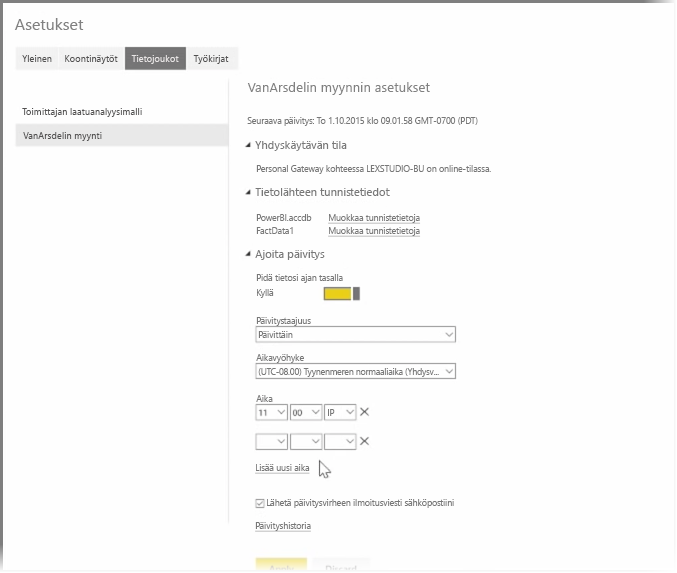 Asetukset
Yleinen Koontinäytöt Tietojoukot Työkirjat
VanArsdelin myynnin asetukset
Toimittajan laatuanalyysimalli
VanArsdelin myynti
Seuraava päivitys: To 1.10.2015 klo 09.01.58 GMT-0700 (PDT)
Yhdyskäytävän tila
Personal Gateway kohteessa LEXSTUDIO-BU on online-tilassa.
Tietolähteen tunnistetiedot
PowerBI.accdb Muokkaa tunnistetietoja
FactData1 Muokkaa tunnistetietoja
Ajoita päivitys
Pidä tietosi ajan tasalla
Kyllä
Päivitystaajuus
Päivittäin
Aikavyöhyke
(UTC-08.00) Tyynenmeren normaaliaika (Yhdysv...
Aika
11 00 IP
Lisää uusi aika
Lähetä päivitysvirheen ilmoitusviesti sähköpostiini
Päivityshistoria